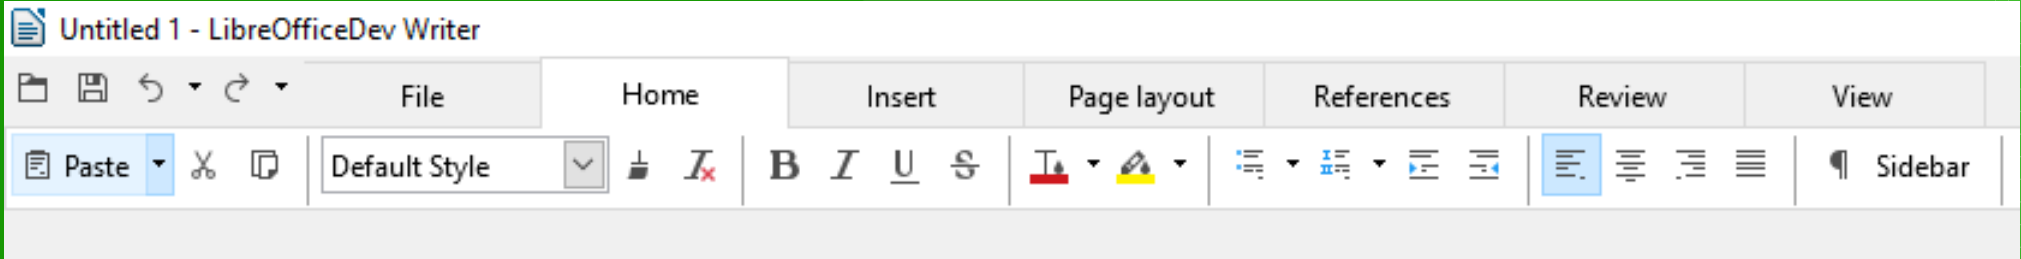 Untitled 1 - LibreOfficeDev Writer
File Home Insert Page layout References Review View
Paste Default Style B I U S ¶ Sidebar